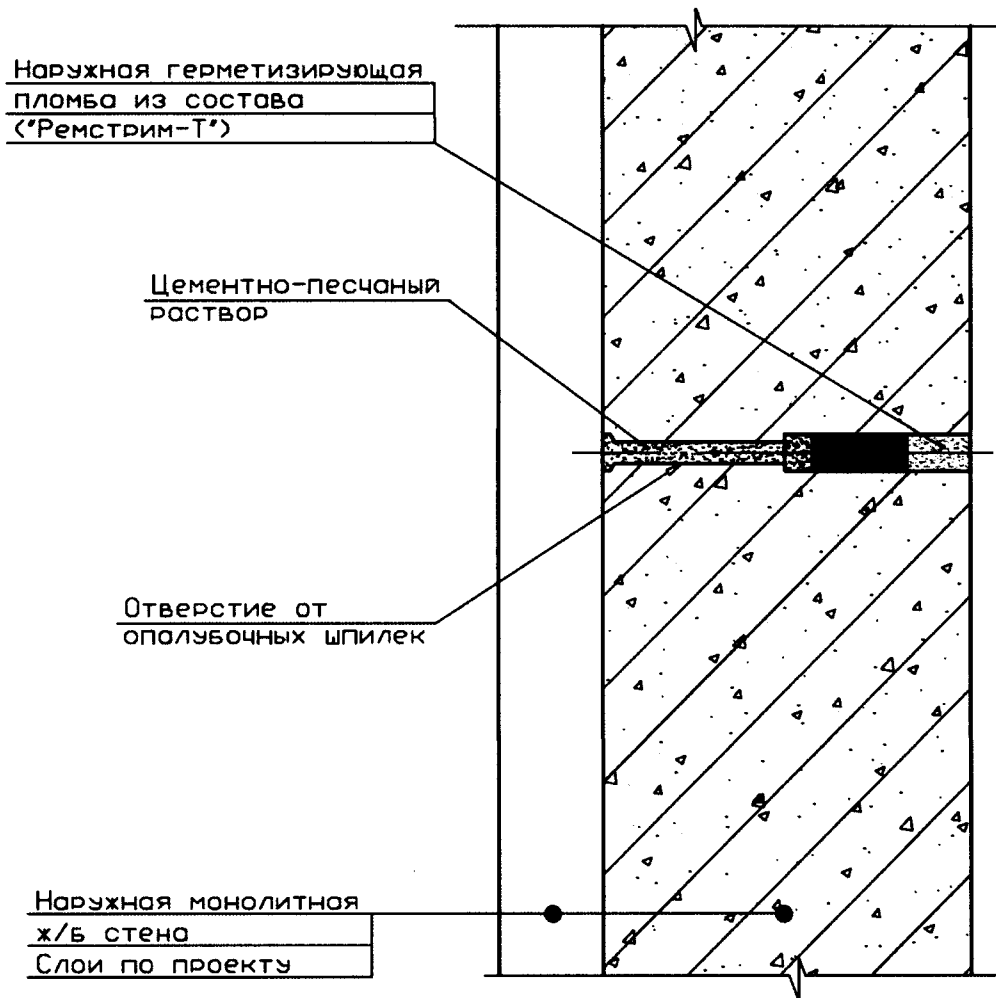 Наружная герметизирующая
пломба из состава
("Ремстрим-Т")
Цементно-песчаный
раствор
Отверстие от
опалубочных шпилек
Наружная монолитная
ж/б стена
Слои по проекту